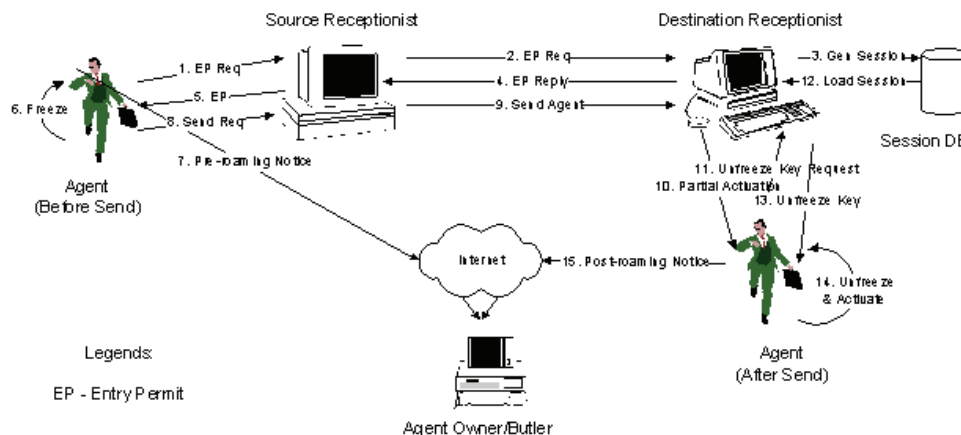 Source Receptionist
Destination Receptionist
1. EP Req
2. EP Req
3. Gen Session
4. EP Reply
12. Load Session
5. EP
9. Send Agent
6. Freeze
8. Send Req
Session DB
7. Pre-roaming Notice
11. Unfreeze Key Request
10. Partial Actuation
13. Unfreeze Key
Agent
(Before Send)
Internet
15. Post-roaming Notice
14. Unfreeze
& Actuate
Legends:
Agent
(After Send)
EP - Entry Permit
Agent Owner/Butler